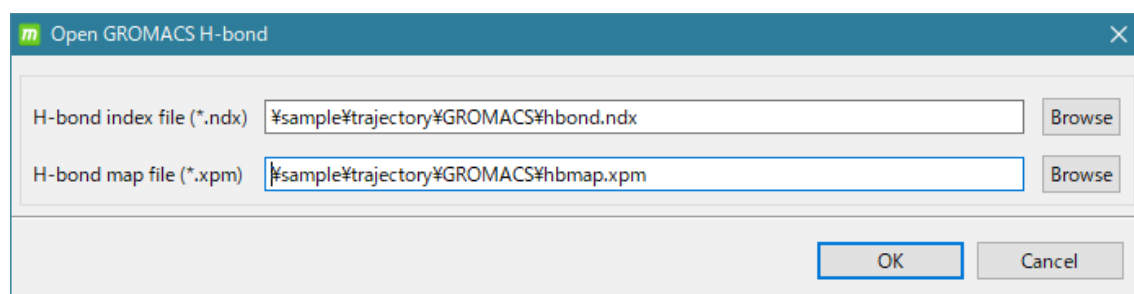 m Open GROMACS H-bond
H-bond index file (*.ndx) ¥sample¥trajectory¥GROMACS¥hbond.ndx Browse
H-bond map file (*.xpm) ¥sample¥trajectory¥GROMACS¥hbmap.xpm Browse
OK Cancel